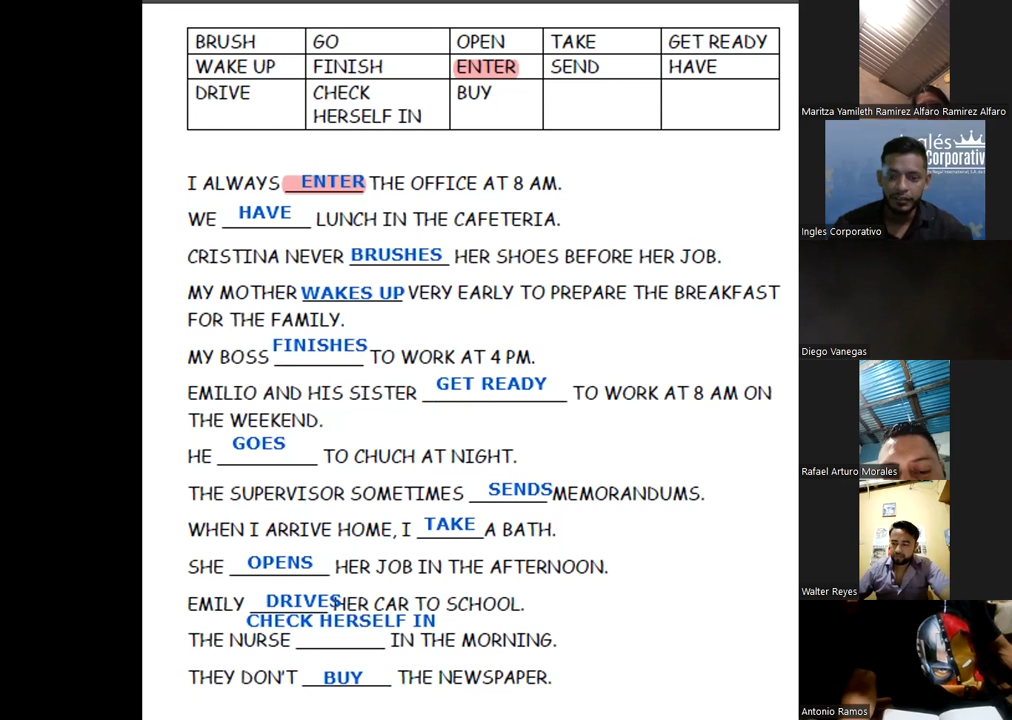 BRUSH GO OPEN TAKE GET READY
WAKE UP FINISH ENTER SEND HAVE
DRIVE CHECK HERSELF IN BUY
I ALWAYS ENTER THE OFFICE AT 8 AM.
WE HAVE LUNCH IN THE CAFETERIA.
CRISTINA NEVER BRUSHES HER SHOES BEFORE HER JOB.
MY MOTHER WAKES UP VERY EARLY TO PREPARE THE BREAKFAST
FOR THE FAMILY.
MY BOSS FINISHES TO WORK AT 4 PM.
EMILIO AND HIS SISTER GET READY TO WORK AT 8 AM ON
THE WEEKEND.
HE GOES TO CHUCH AT NIGHT.
THE SUPERVISOR SOMETIMES SENDS MEMORANDUMS.
WHEN I ARRIVE HOME, I TAKE A BATH.
SHE OPENS HER JOB IN THE AFTERNOON.
EMILY DRIVES HER CAR TO SCHOOL.
THE NURSE CHECK HERSELF IN IN THE MORNING.
THEY DON'T BUY THE NEWSPAPER.
Maritza Yamileth Ramirez Alfaro Ramirez Alfaro
Ingles Corporativo
Diego Vanegas
Rafael Arturo Morales
Walter Reyes
Antonio Ramos